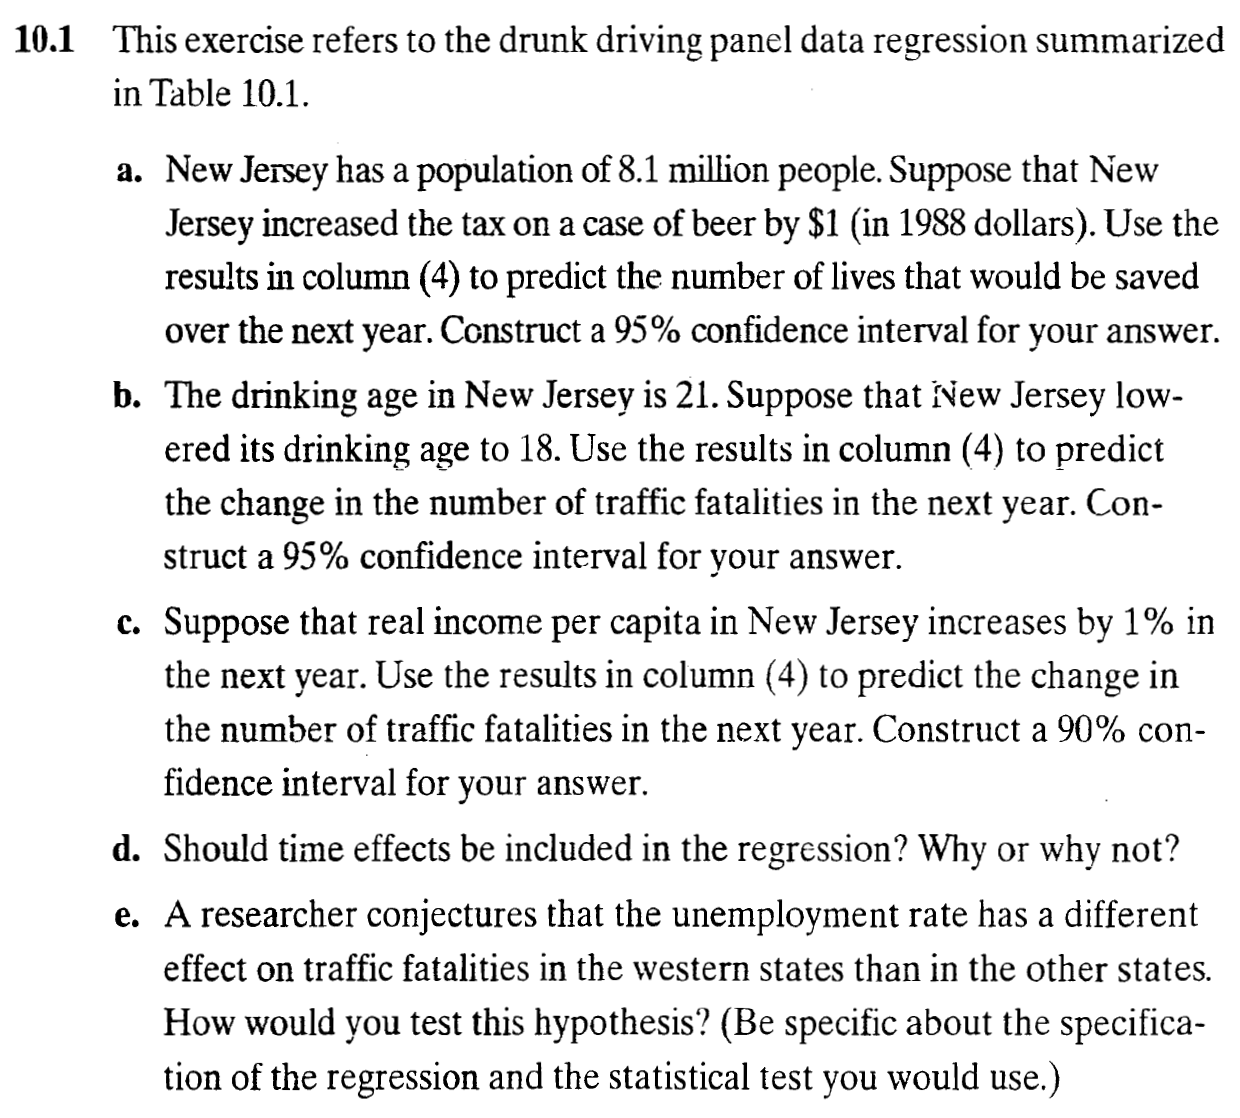 10.1 This exercise refers to the drunk driving panel data regression summarized
in Table 10.1.
a. New Jersey has a population of 8.1 million people. Suppose that New
Jersey increased the tax on a case of beer by $1 (in 1988 dollars). Use the
results in column (4) to predict the number of lives that would be saved
over the next year. Construct a 95% confidence interval for your answer.
b. The drinking age in New Jersey is 21. Suppose that New Jersey low-
ered its drinking age to 18. Use the results in column (4) to predict
the change in the number of traffic fatalities in the next year. Con-
struct a 95% confidence interval for your answer.
c. Suppose that real income per capita in New Jersey increases by 1% in
the next year. Use the results in column (4) to predict the change in
the number of traffic fatalities in the next year. Construct a 90% con-
fidence interval for your answer.
d. Should time effects be included in the regression? Why or why not?
e. A researcher conjectures that the unemployment rate has a different
effect on traffic fatalities in the western states than in the other states.
How would you test this hypothesis? (Be specific about the specifica-
tion of the regression and the statistical test you would use.)